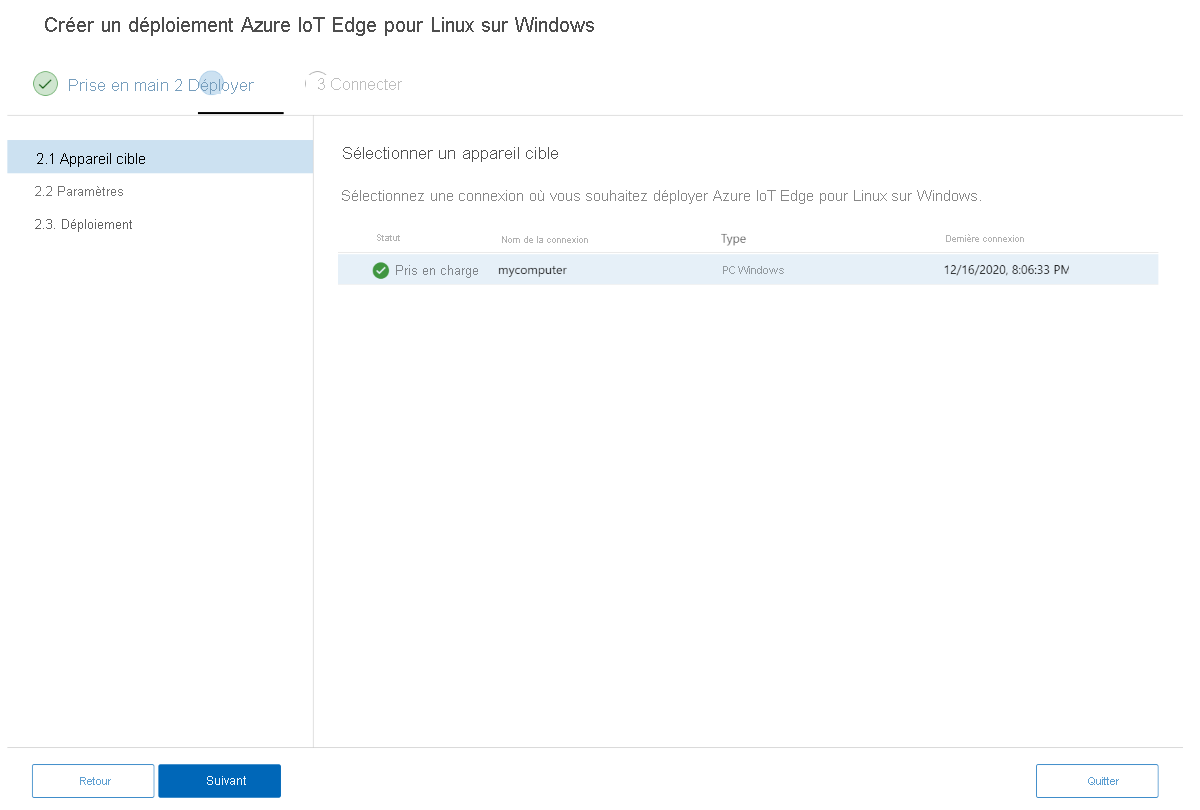 Créer un déploiement Azure IoT Edge pour Linux sur Windows
Prise en main 2 Déployer
3 Connecter
2.1 Appareil cible
2.2 Paramètres
2.3. Déploiement
Sélectionner un appareil cible
Sélectionnez une connexion où vous souhaitez déployer Azure IoT Edge pour Linux sur Windows.
Statut Nom de la connexion Type Dernière connexion
Pris en charge mycomputer PC Windows 12/16/2020, 8:06:33 PM
Retour Suivant Quitter